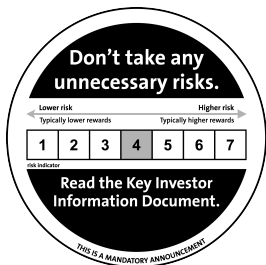 Don’t take any
unnecessary risks.
Lower risk Higher risk
Typically lower rewards Typically higher rewards
1 2 3 4 5 6 7
risk indicator
Read the Key Investor
Information Document.
THIS IS A MANDATORY ANNOUNCEMENT